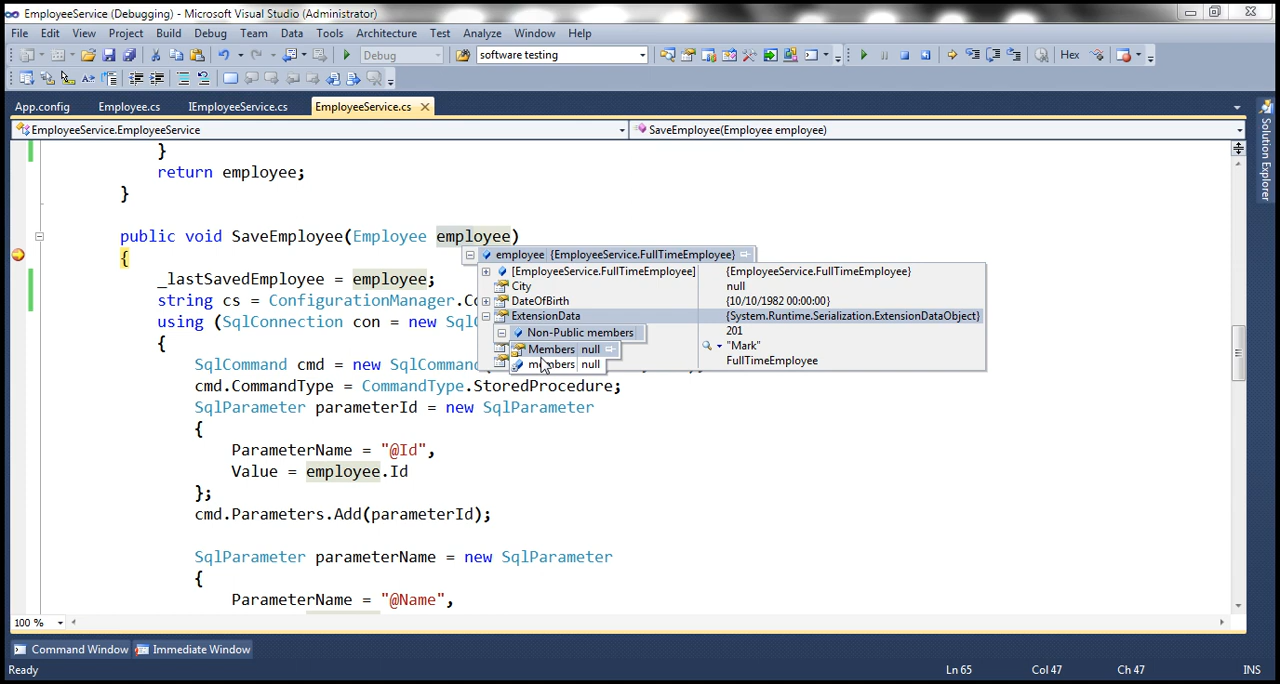 EmployeeService (Debugging) - Microsoft Visual Studio (Administrator)
File Edit View Project Build Debug Team Data Tools Architecture Test Analyze Window Help
Debug software testing Hex
App.config Employee.cs IEmployeeService.cs EmployeeService.cs
EmployeeService.EmployeeService SaveEmployee(Employee employee)
}
return employee;
}
public void SaveEmployee(Employee employee)
{
employee {EmployeeService.FullTimeEmployee}
[EmployeeService.FullTimeEmployee] {EmployeeService.FullTimeEmployee}
City null
DateOfBirth {10/10/1982 00:00:00}
ExtensionData {System.Runtime.Serialization.ExtensionDataObject}
Non-Public members 201
Members null "Mark"
members null FullTimeEmployee
_lastSavedEmployee = employee;
string cs = ConfigurationManager.Co
using (SqlConnection con = new SqlC
{
SqlCommand cmd = new SqlCommand(
cmd.CommandType = CommandType.StoredProcedure;
SqlParameter parameterId = new SqlParameter
{
ParameterName = "@Id",
Value = employee.Id
};
cmd.Parameters.Add(parameterId);
SqlParameter parameterName = new SqlParameter
{
ParameterName = "@Name",
100 %
Command Window Immediate Window
Ready Ln 65 Col 47 Ch 47 INS
Solution Explorer